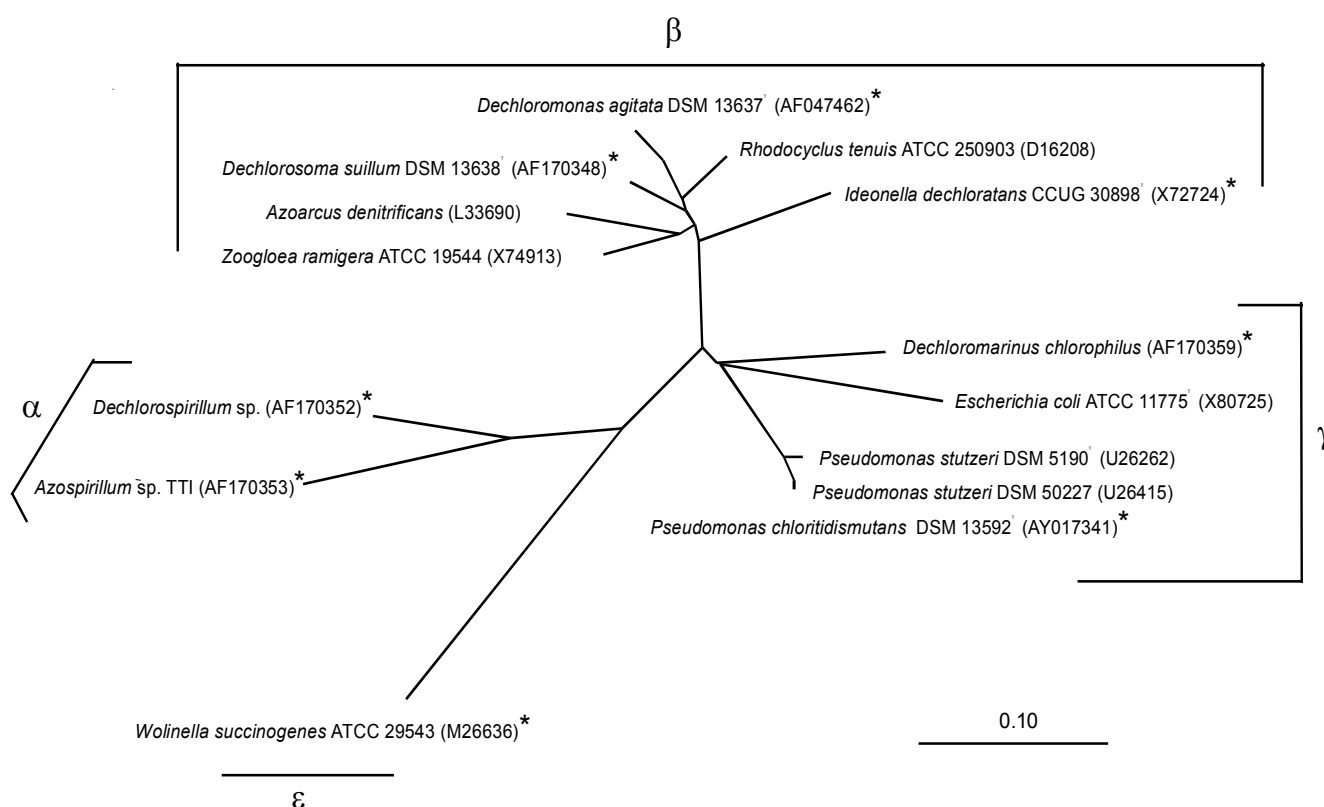 β
Dechloromonas agitata DSM 13637' (AF047462)*
Rhodocyclus tenuis ATCC 250903 (D16208)
Dechlorosoma suillum DSM 13638' (AF170348)*
Ideonella dechloratans CCUG 30898' (X72724)*
Azoarcus denitrificans (L33690)
Zoogloea ramigera ATCC 19544 (X74913)
Dechloromarinus chlorophilus (AF170359)*
α
Dechlorospirillum sp. (AF170352)*
Escherichia coli ATCC 11775' (X80725)
γ
Pseudomonas stutzeri DSM 5190' (U26262)
Azospirillum sp. TTI (AF170353)*
Pseudomonas stutzeri DSM 50227 (U26415)
Pseudomonas chloritidismutans DSM 13592' (AY017341)*
Wolinella succinogenes ATCC 29543 (M26636)*
0.10
ε